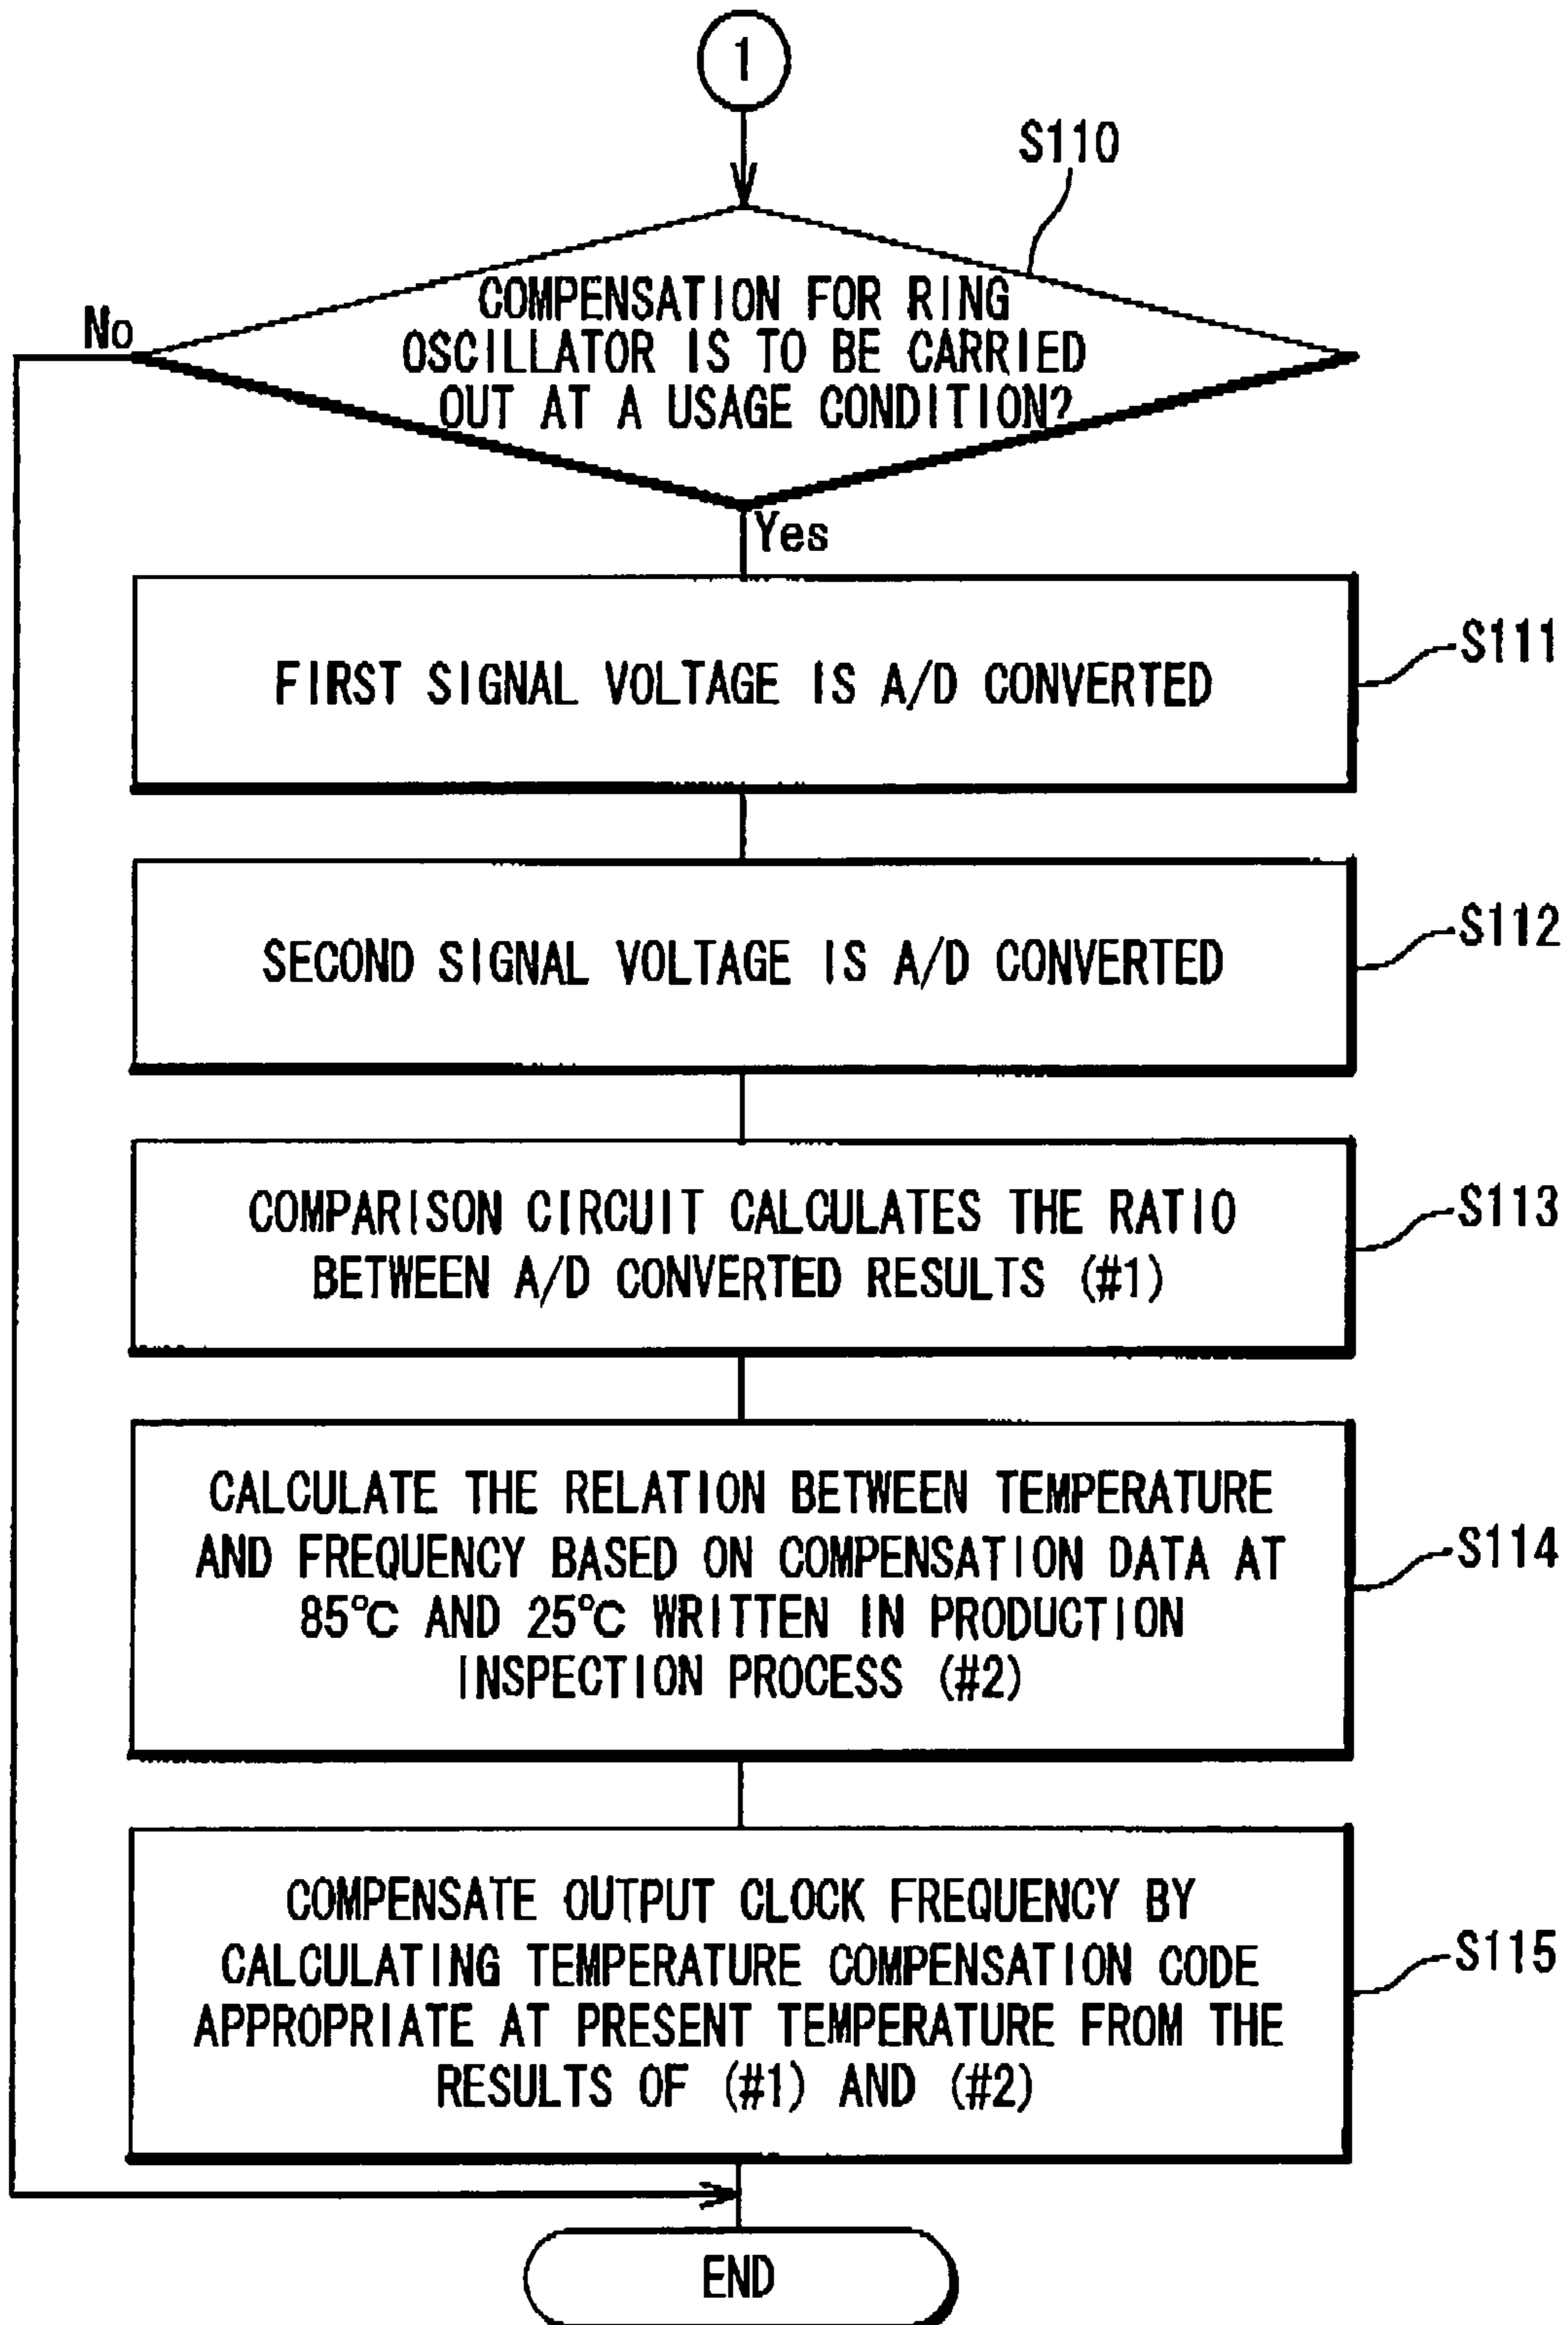 1
S110
COMPENSATION FOR RING
OSCILLATOR IS TO BE CARRIED
OUT AT A USAGE CONDITION?
No
Yes
FIRST SIGNAL VOLTAGE IS A/D CONVERTED
S111
SECOND SIGNAL VOLTAGE IS A/D CONVERTED
S112
COMPARISON CIRCUIT CALCULATES THE RATIO
BETWEEN A/D CONVERTED RESULTS (#1)
S113
CALCULATE THE RELATION BETWEEN TEMPERATURE
AND FREQUENCY BASED ON COMPENSATION DATA AT
85℃ AND 25℃ WRITTEN IN PRODUCTION
INSPECTION PROCESS (#2)
S114
COMPENSATE OUTPUT CLOCK FREQUENCY BY
CALCULATING TEMPERATURE COMPENSATION CODE
APPROPRIATE AT PRESENT TEMPERATURE FROM THE
RESULTS OF (#1) AND (#2)
S115
END